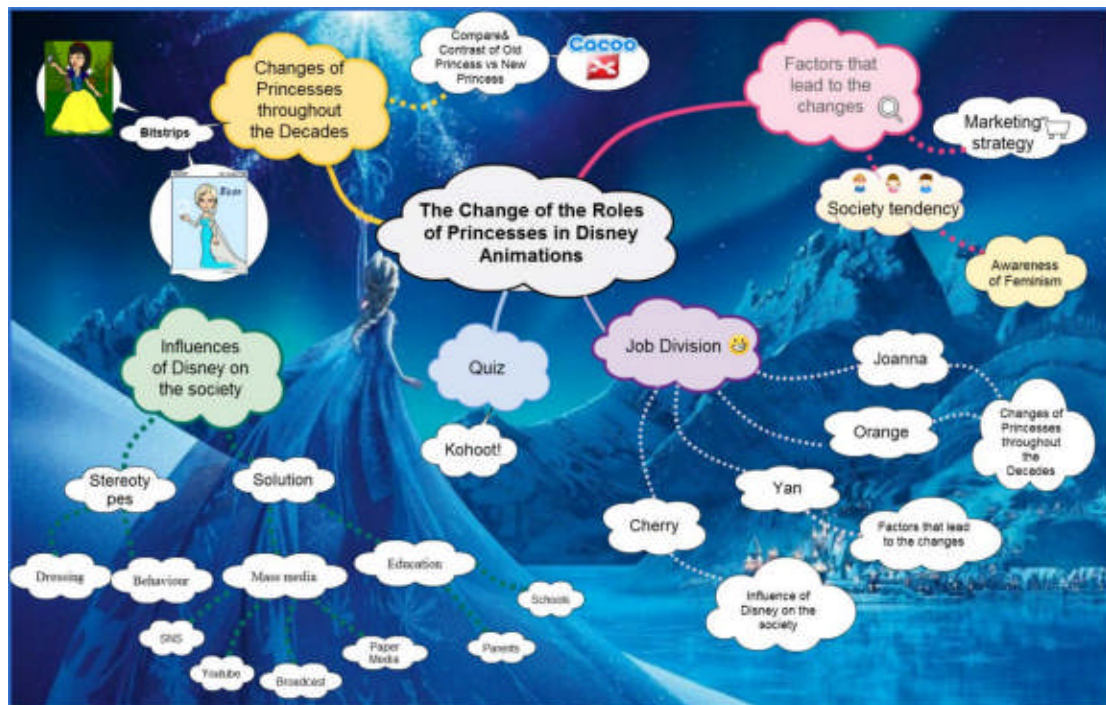 Compare&
Contrast of Old
Princess vs New
Princess
Cacoo
Changes of
Princesses
throughout
the Decades
Factors that
lead to the
changes
Marketing
strategy
Bitstrips
Society tendency
The Change of the Roles
of Princesses in Disney
Animations
Awareness
of Feminism
Influences
of Disney on
the society
Quiz
Job Division
Joanna
Kohoot!
Orange
Changes of
Princesses
throughout
the
Decades
Stereoty
pes
Solution
Yan
Cherry
Factors that lead
to the changes
Dressing
Behaviour
Mass media
Education
Schools
Influence of
Disney on the
society
SNS
Youtube
Broadcast
Paper
Media
Parents